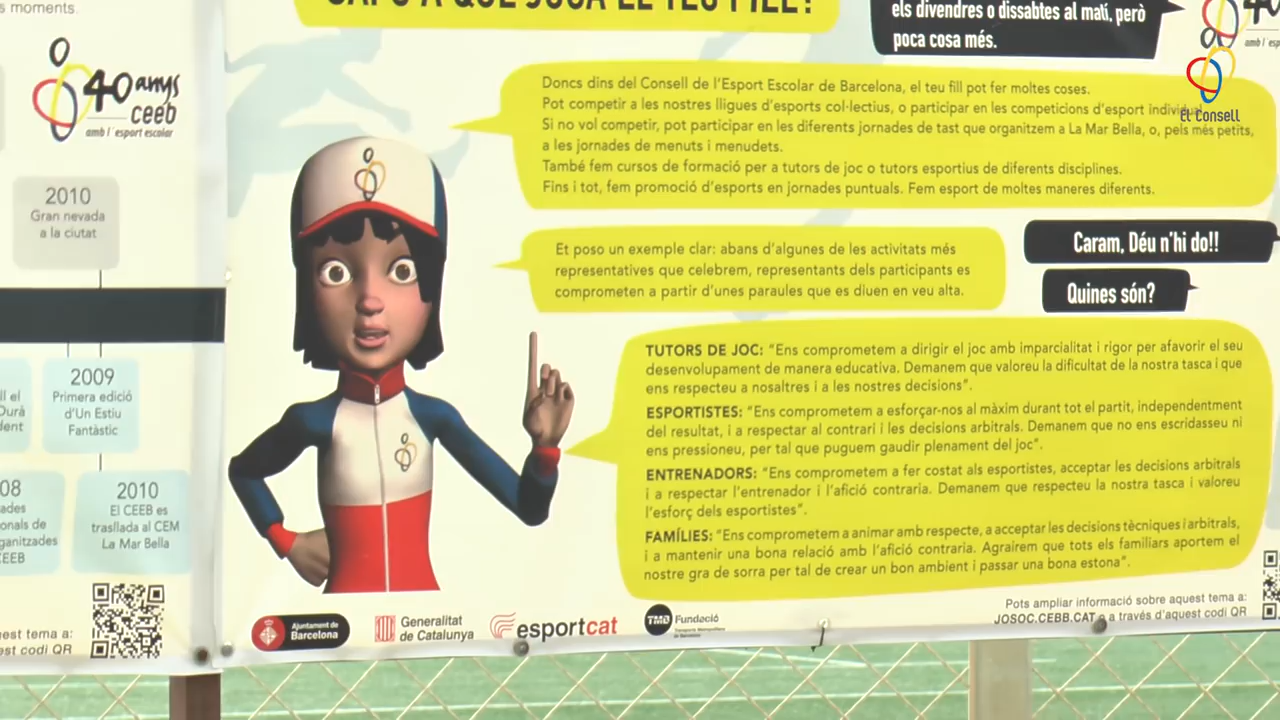 s moments.
40 anys
ceeb
amb l'esport escolar
2010
Gran nevada
a la ciutat
2009
Primera edició
d'Un Estiu
Fantàstic
2010
El CEEB es
trasllada al CEM
La Mar Bella
08
ades
onals de
ganitzades
CEEB
uest tema a:
est codi QR
els divendres o dissabtes al matí, però
poca cosa més.
El Consell
Doncs dins del Consell de l'Esport Escolar de Barcelona, el teu fill pot fer moltes coses.
Pot competir a les nostres lligues d'esports col·lectius, o participar en les competicions d'esport individual.
Si no vol competir, pot participar en les diferents jornades de tast que organitzem a La Mar Bella, o, pels més petits,
a les jornades de menuts i menudets.
També fem cursos de formació per a tutors de joc o tutors esportius de diferents disciplines.
Fins i tot, fem promoció d'esports en jornades puntuals. Fem esport de moltes maneres diferents.
Caram, Déu n'hi do!!
Et poso un exemple clar: abans d'algunes de les activitats més
representatives que celebrem, representants dels participants es
comprometen a partir d'unes paraules que es diuen en veu alta.
Quines són?
TUTORS DE JOC: "Ens comprometem a dirigir el joc amb imparcialitat i rigor per afavorir el seu
desenvolupament de manera educativa. Demanem que valoreu la dificultat de la nostra tasca i que
ens respecteu a nosaltres i a les nostres decisions".
ESPORTISTES: "Ens comprometem a esforçar-nos al màxim durant tot el partit, independentment
del resultat, i a respectar al contrari i les decisions arbitrals. Demanem que no ens escridasseu ni
ens pressioneu, per tal que puguem gaudir plenament del joc".
ENTRENADORS: "Ens comprometem a fer costat als esportistes, acceptar les decisions arbitrals
i a respectar l'entrenador i l'afició contraria. Demanem que respecteu la nostra tasca i valoreu
l'esforç dels esportistes".
FAMÍLIES: "Ens comprometem a animar amb respecte, a acceptar les decisions tècniques i arbitrals,
i a mantenir una bona relació amb l'afició contraria. Agrairem que tots els familiars aportem el
nostre gra de sorra per tal de crear un bon ambient i passar una bona estona".
Pots ampliar informació sobre aquest tema a:
JOSOC.CEBB.CAT o a través d'aquest codi QR
Ajuntament de
Barcelona
Generalitat
de Catalunya
esportcat
TMB
Fundació